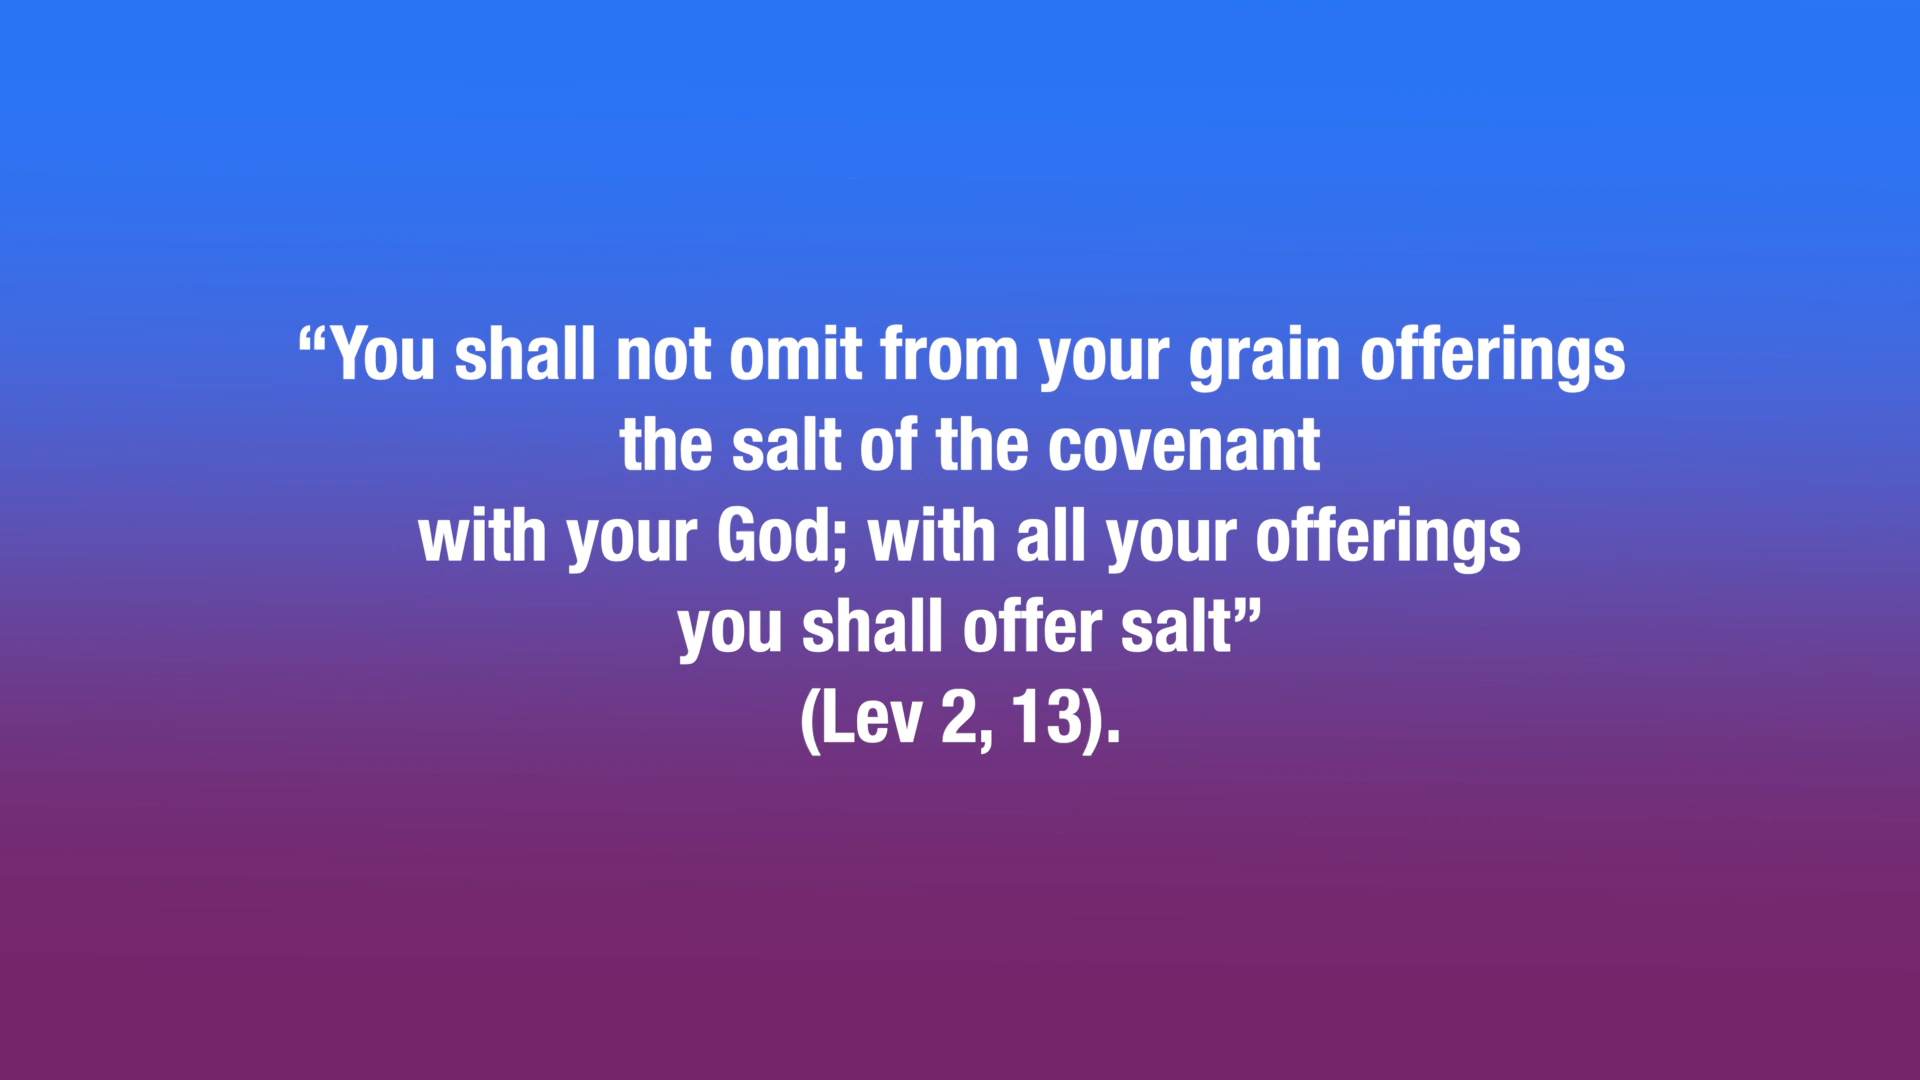 “You shall not omit from your grain offerings
the salt of the covenant
with your God; with all your offerings
you shall offer salt”
(Lev 2, 13).